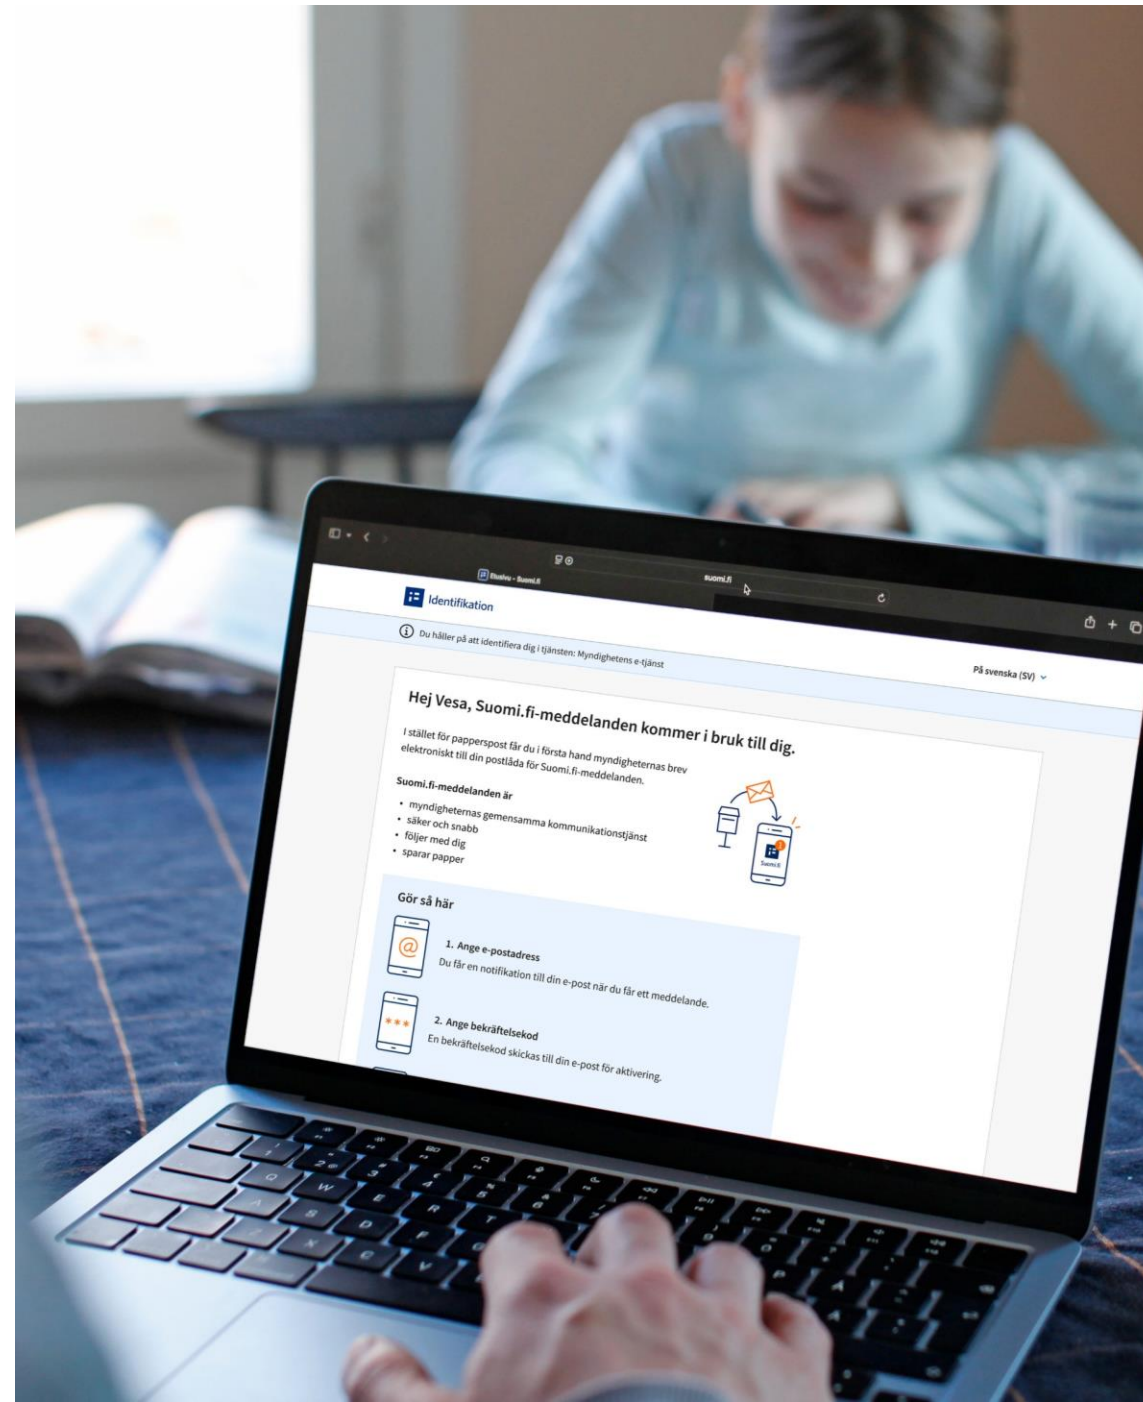 suomi.fi
Etusivu – Suomi.fi
Identifikation
På svenska (SV)
Du håller på att identifiera dig i tjänsten: Myndighetens e-tjänst
Hej Vesa, Suomi.fi-meddelanden kommer i bruk till dig.
I stället för papperspost får du i första hand myndigheternas brev
elektroniskt till din postlåda för Suomi.fi-meddelanden.
Suomi.fi-meddelanden är
• myndigheternas gemensamma kommunikationstjänst
• säker och snabb
• följer med dig
• sparar papper
Suomi.fi
Gör så här
@
1. Ange e-postadress
Du får en notifikation till din e-post när du får ett meddelande.
***
2. Ange bekräftelsekod
En bekräftelsekod skickas till din e-post för aktivering.